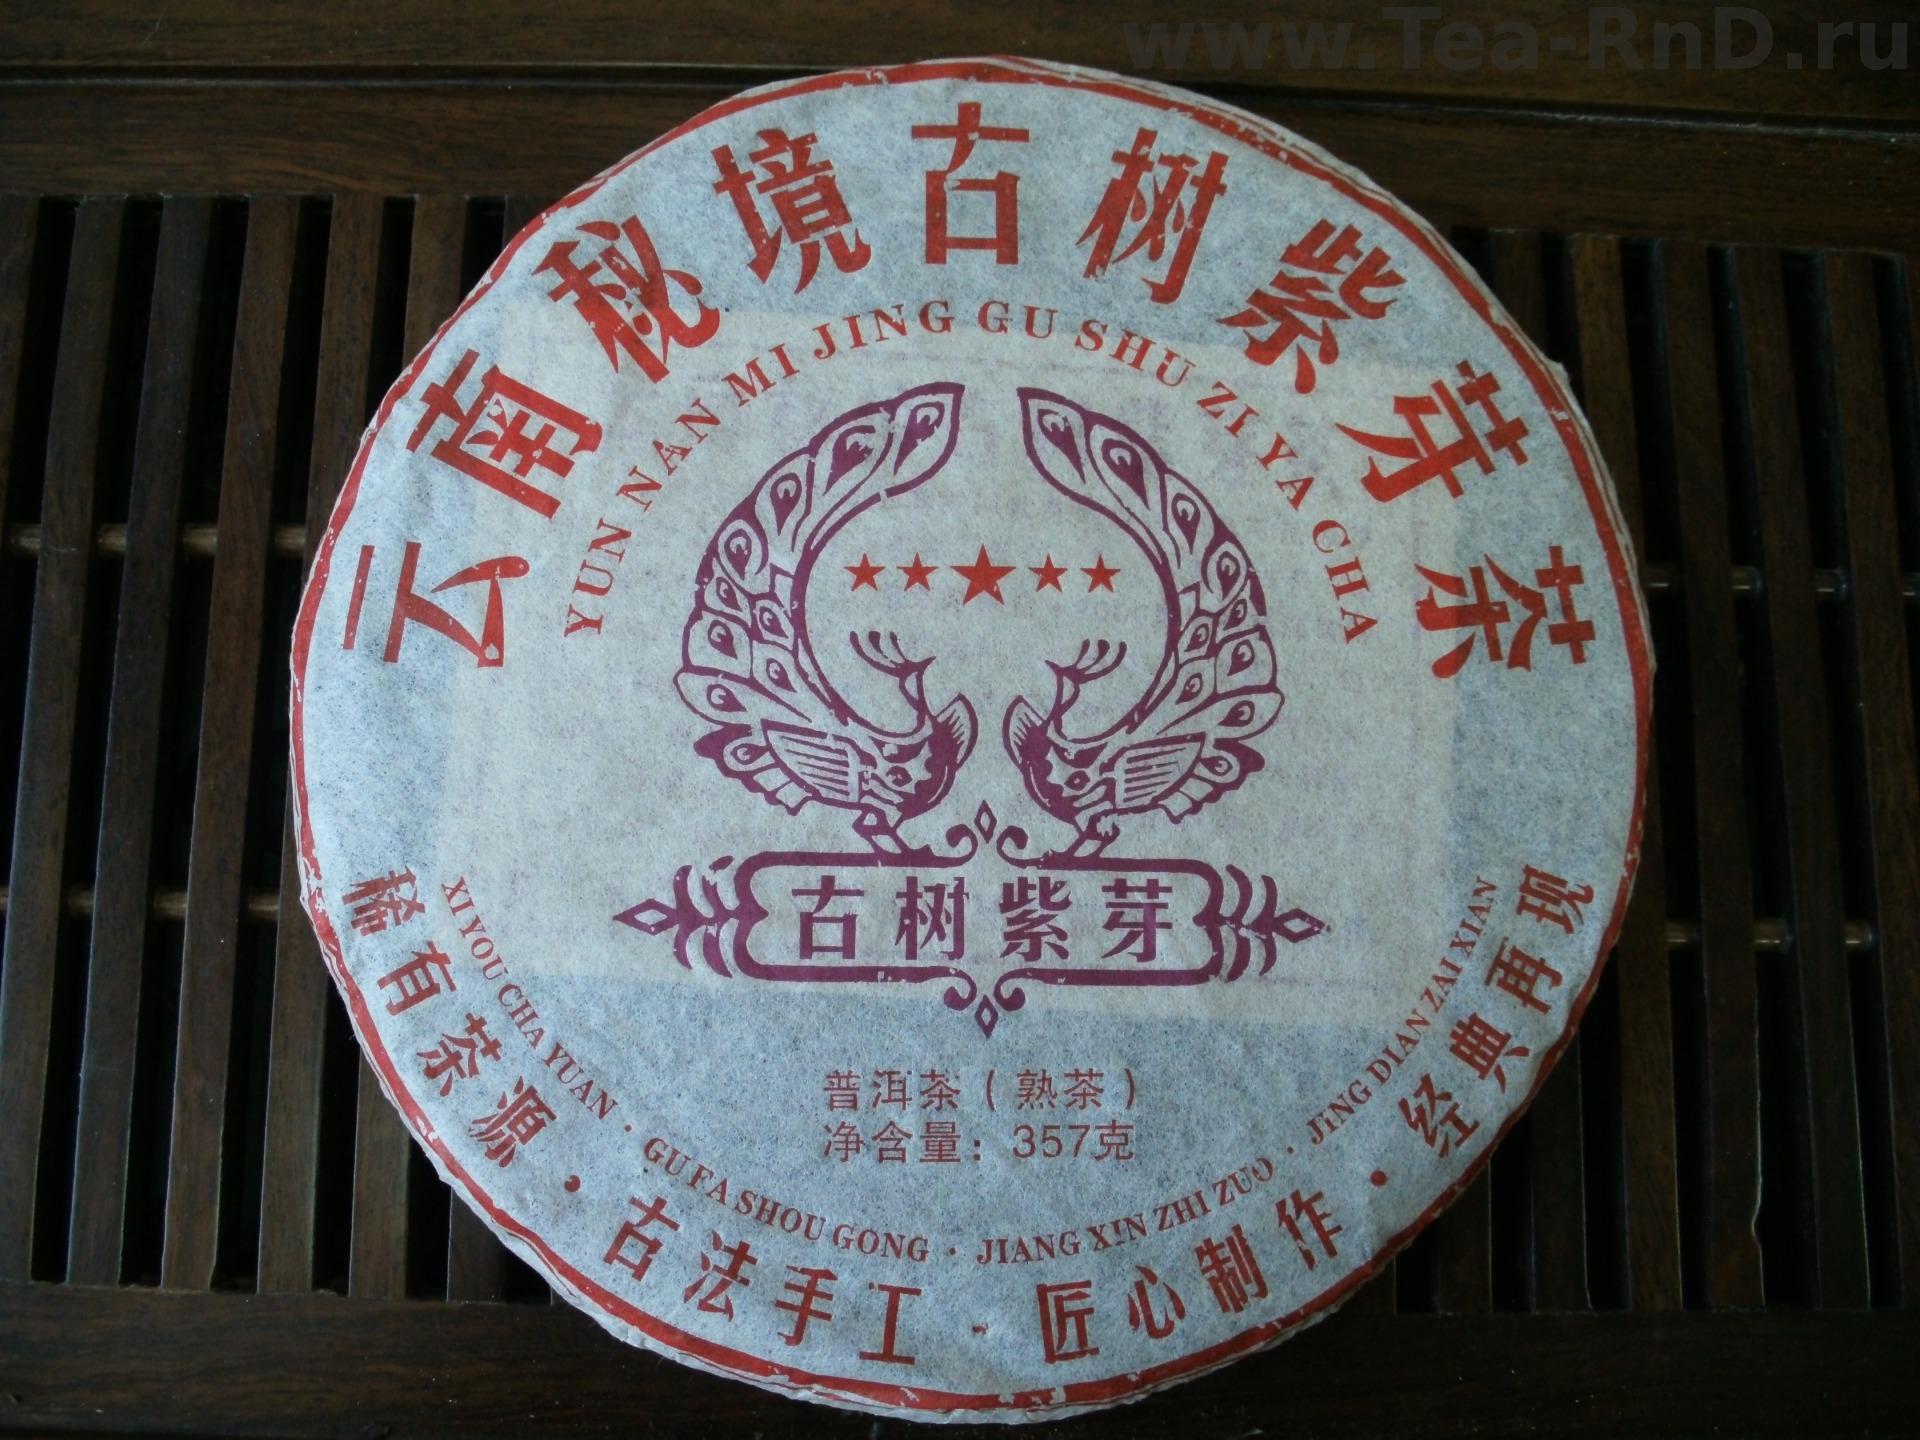 www.Tea-RnD.ru
云南秘境古树紫芽茶
YUN NAN MI JING GU SHU ZI YA CHA
古树紫芽
普洱茶（熟茶）
净含量：357克
XI YOU CHA YUAN · GU FA SHOU GONG · JIANG XIN ZHI ZUO · JING DIAN ZAI XIAN
稀有茶源 · 古法手工 · 匠心制作 · 经典再现